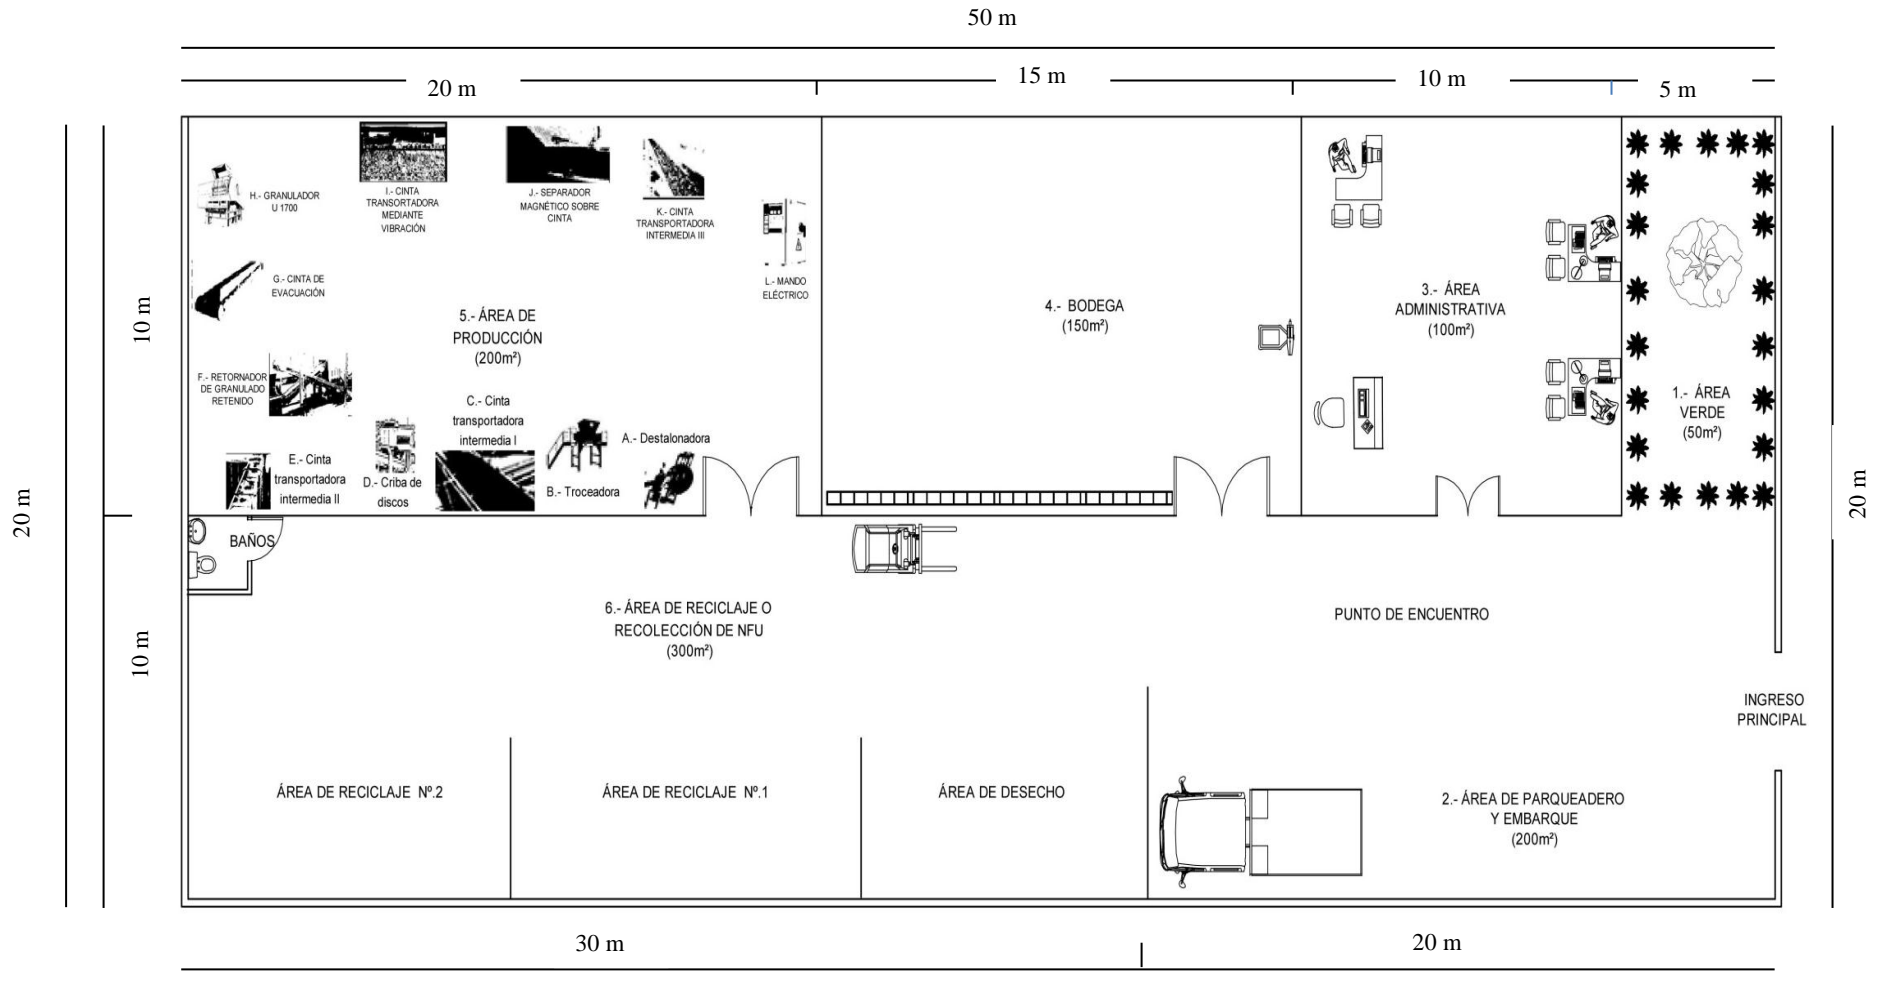 50 m
20 m
15 m
10 m
5 m
H.- GRANULADOR
U 1700
I.- CINTA
TRANSORTADORA
MEDIANTE
VIBRACIÓN
J.- SEPARADOR
MAGNÉTICO SOBRE
CINTA
K.- CINTA
TRANSPORTADORA
INTERMEDIA III
L.- MANDO
ELÉCTRICO
G.- CINTA DE
EVACUACIÓN
5.- ÁREA DE
PRODUCCIÓN
(200m²)
4.- BODEGA
(150m²)
3.- ÁREA
ADMINISTRATIVA
(100m²)
1.- ÁREA
VERDE
(50m²)
F.- RETORNADOR
DE GRANULADO
RETENIDO
C.- Cinta
transportadora
intermedia I
A.- Destalonadora
B.- Troceadora
D.- Criba de
discos
E.- Cinta
transportadora
intermedia II
10 m
20 m
20 m
BAÑOS
6.- ÁREA DE RECICLAJE O
RECOLECCIÓN DE NFU
(300m²)
PUNTO DE ENCUENTRO
10 m
INGRESO
PRINCIPAL
ÁREA DE RECICLAJE Nº.2
ÁREA DE RECICLAJE Nº.1
ÁREA DE DESECHO
2.- ÁREA DE PARQUEADERO
Y EMBARQUE
(200m²)
30 m
20 m